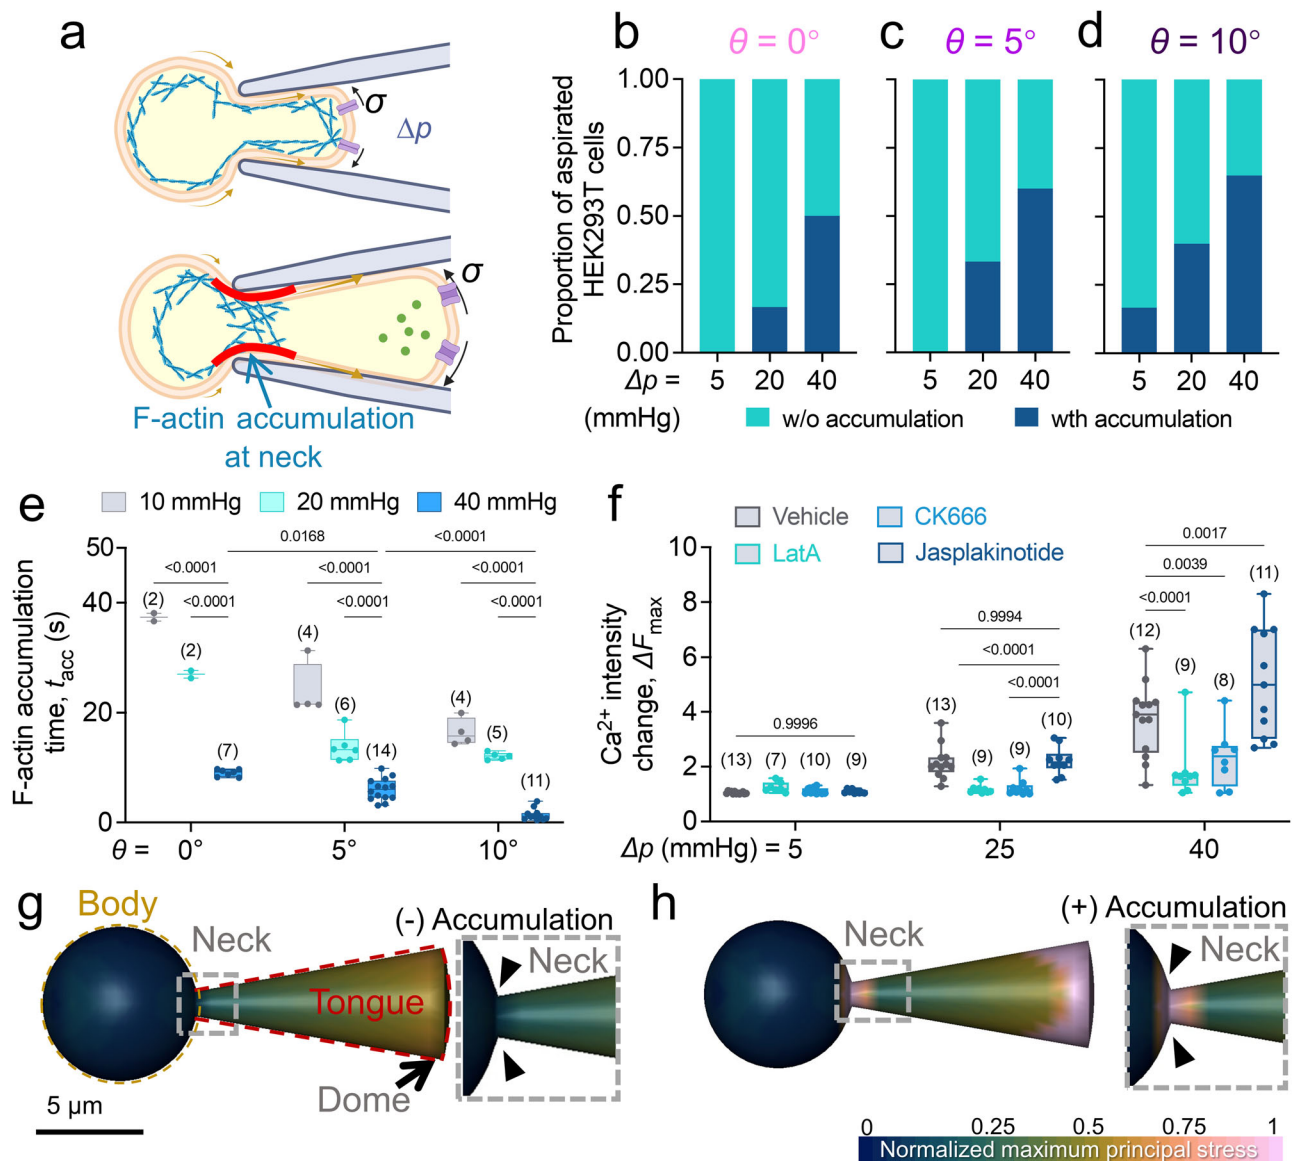 a
σ
Δp
σ
F-actin accumulation
at neck
b
θ = 0°
c
θ = 5°
d
θ = 10°
Proportion of aspirated
HEK293T cells
1.00
0.75
0.50
0.25
0.00
Δp =
5
20
40
5
20
40
5
20
40
(mmHg)
w/o accumulation
wth accumulation
e
10 mmHg
20 mmHg
40 mmHg
F-actin accumulation
time, tacc (s)
50
40
20
0
0.0168
<0.0001
<0.0001
<0.0001
<0.0001
<0.0001
<0.0001
<0.0001
(2)
(2)
(7)
(4)
(6)
(14)
(4)
(5)
(11)
θ =
0°
5°
10°
f
Vehicle
CK666
LatA
Jasplakinotide
Ca2+ intensity
change, ΔFmax
10
8
6
4
2
0
0.9996
(13)
(7)
(10)
(9)
0.9994
<0.0001
<0.0001
(13)
(9)
(9)
(10)
0.0017
0.0039
<0.0001
(12)
(9)
(8)
(11)
Δp (mmHg) = 5
25
40
g
Body
Neck
Tongue
Dome
(-) Accumulation
Neck
5 µm
h
Neck
(+) Accumulation
Neck
0
0.25
0.5
0.75
1
Normalized maximum principal stress